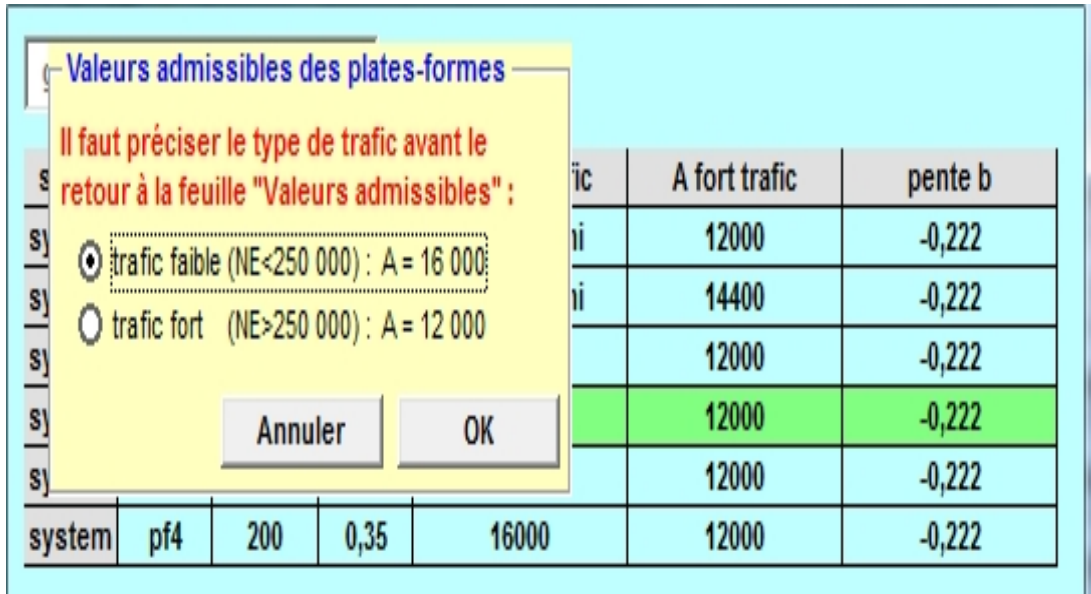 Valeurs admissibles des plates-formes
Il faut préciser le type de trafic avant le
retour à la feuille "Valeurs admissibles" :
trafic faible (NE<250 000) : A = 16 000
trafic fort (NE>250 000) : A = 12 000
Annuler OK
A fort trafic pente b
12000 -0,222
14400 -0,222
12000 -0,222
12000 -0,222
12000 -0,222
system pf4 200 0,35 16000 12000 -0,222